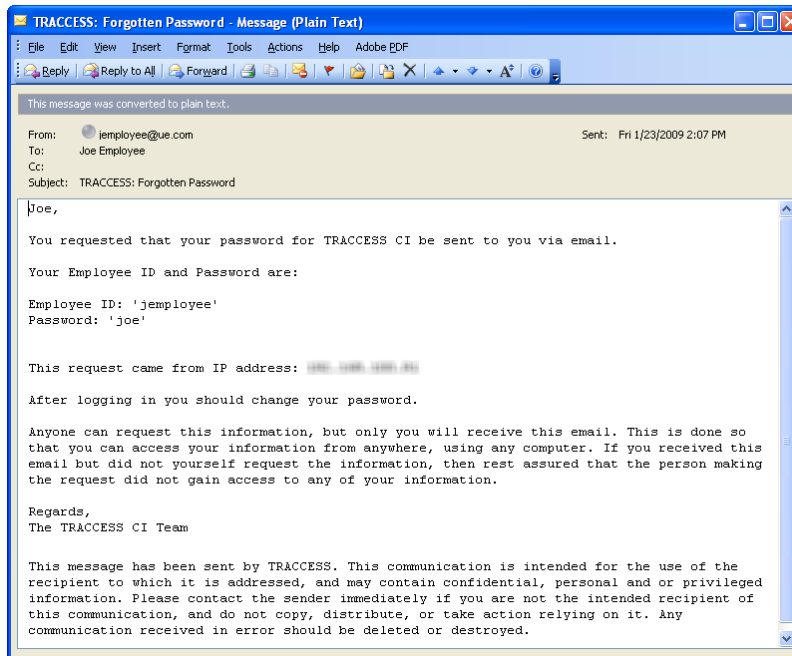 TRACCESS: Forgotten Password - Message (Plain Text)
File Edit View Insert Format Tools Actions Help Adobe PDF
Reply Reply to All Forward
This message was converted to plain text.
From: jemployee@ue.com Sent: Fri 1/23/2009 2:07 PM
To: Joe Employee
Cc:
Subject: TRACCESS: Forgotten Password
Joe,
You requested that your password for TRACCESS CI be sent to you via email.
Your Employee ID and Password are:
Employee ID: 'jemployee'
Password: 'joe'
This request came from IP address:
After logging in you should change your password.
Anyone can request this information, but only you will receive this email. This is done so
that you can access your information from anywhere, using any computer. If you received this
email but did not yourself request the information, then rest assured that the person making
the request did not gain access to any of your information.
Regards,
The TRACCESS CI Team
This message has been sent by TRACCESS. This communication is intended for the use of the
recipient to which it is addressed, and may contain confidential, personal and or privileged
information. Please contact the sender immediately if you are not the intended recipient of
this communication, and do not copy, distribute, or take action relying on it. Any
communication received in error should be deleted or destroyed.